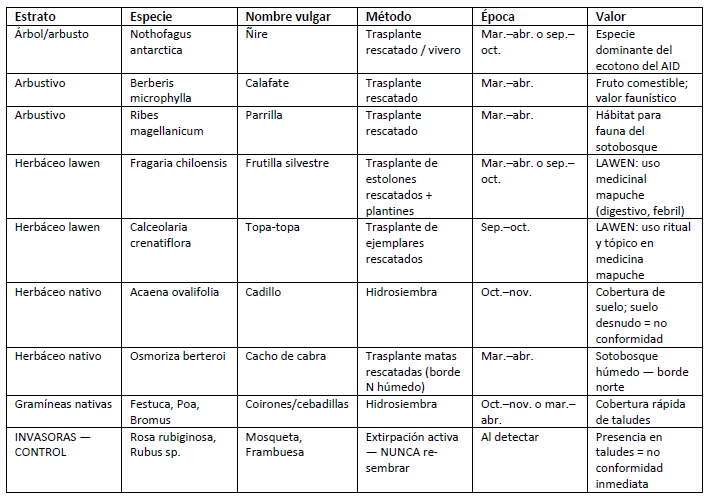 Estrato Especie Nombre vulgar Método Época Valor
Árbol/arbusto Nothofagus antarctica Ñire Trasplante rescatado / vivero Mar.–abr. o sep.–oct. Especie dominante del ecotono del AID
Arbustivo Berberis microphylla Calafate Trasplante rescatado Mar.–abr. Fruto comestible; valor faunístico
Arbustivo Ribes magellanicum Parrilla Trasplante rescatado Mar.–abr. Hábitat para fauna del sotobosque
Herbáceo lawen Fragaria chiloensis Frutilla silvestre Trasplante de estolones rescatados + plantines Mar.–abr. o sep.–oct. LAWEN: uso medicinal mapuche (digestivo, febril)
Herbáceo lawen Calceolaria crenatiflora Topa-topa Trasplante de ejemplares rescatados Sep.–oct. LAWEN: uso ritual y tópico en medicina mapuche
Herbáceo nativo Acaena ovalifolia Cadillo Hidrosiembra Oct.–nov. Cobertura de suelo; suelo desnudo = no conformidad
Herbáceo nativo Osmoriza berteroi Cacho de cabra Trasplante matas rescatadas (borde N húmedo) Mar.–abr. Sotobosque húmedo — borde norte
Gramíneas nativas Festuca, Poa, Bromus Coirones/cebadillas Hidrosiembra Oct.–nov. o mar.–abr. Cobertura rápida de taludes
INVASORAS — CONTROL Rosa rubiginosa, Rubus sp. Mosqueta, Frambuesa Extirpación activa — NUNCA re-sembrar Al detectar Presencia en taludes = no conformidad inmediata